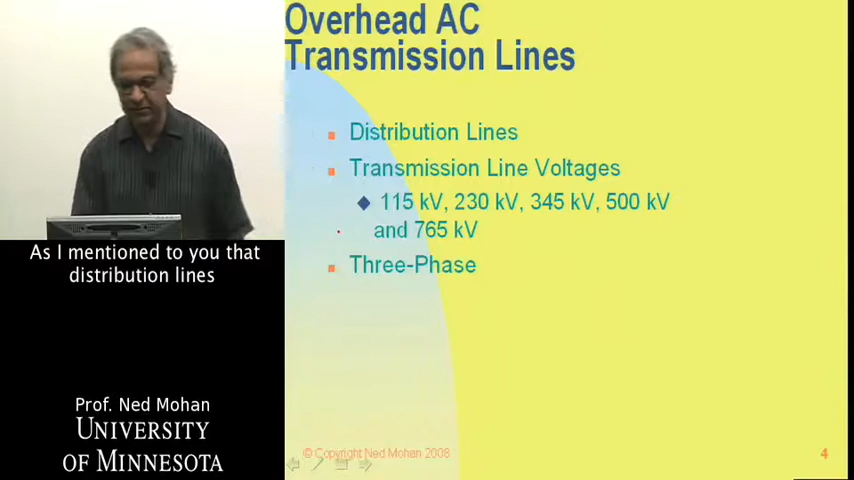 Overhead AC
Transmission Lines
Distribution Lines
Transmission Line Voltages
115 kV, 230 kV, 345 kV, 500 kV
and 765 kV
Three-Phase
As I mentioned to you that
distribution lines
Prof. Ned Mohan
UNIVERSITY
OF MINNESOTA
© Copyright Ned Mohan 2008
4